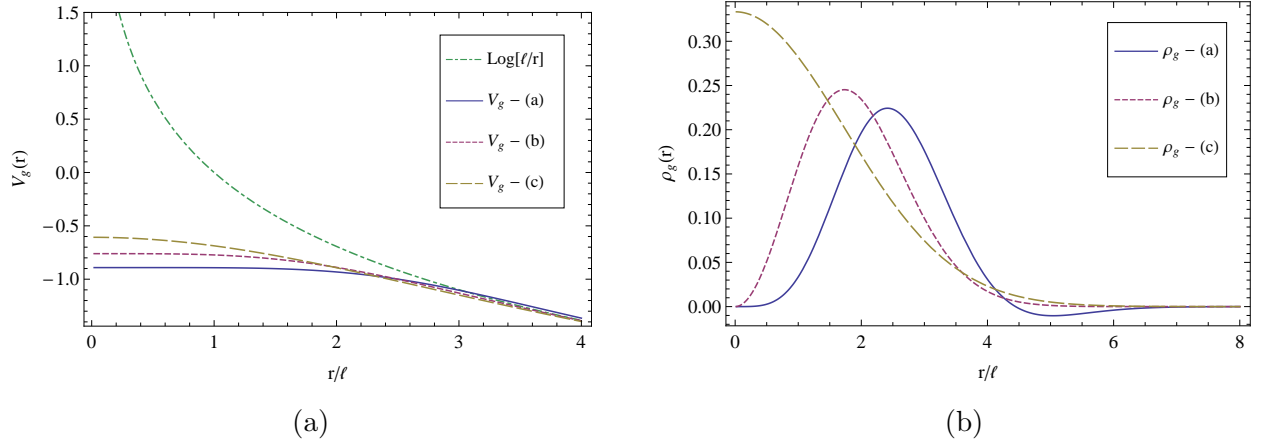 1.5
1.0
0.5
0.0
−0.5
−1.0
V_g(r)
0 1 2 3 4
r/ℓ
Log[ℓ/r]
V_g − (a)
V_g − (b)
V_g − (c)
(a)
0.30
0.25
0.20
0.15
0.10
0.05
0.00
ρ_g(r)
0 2 4 6 8
r/ℓ
ρ_g − (a)
ρ_g − (b)
ρ_g − (c)
(b)